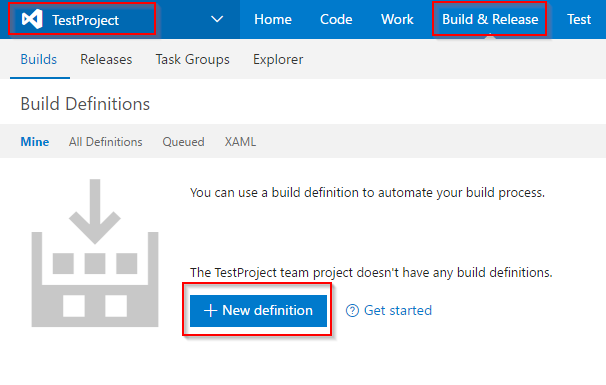 TestProject Home Code Work Build & Release Test
Builds Releases Task Groups Explorer
Build Definitions
Mine All Definitions Queued XAML
You can use a build definition to automate your build process.
The TestProject team project doesn't have any build definitions.
+ New definition ? Get started